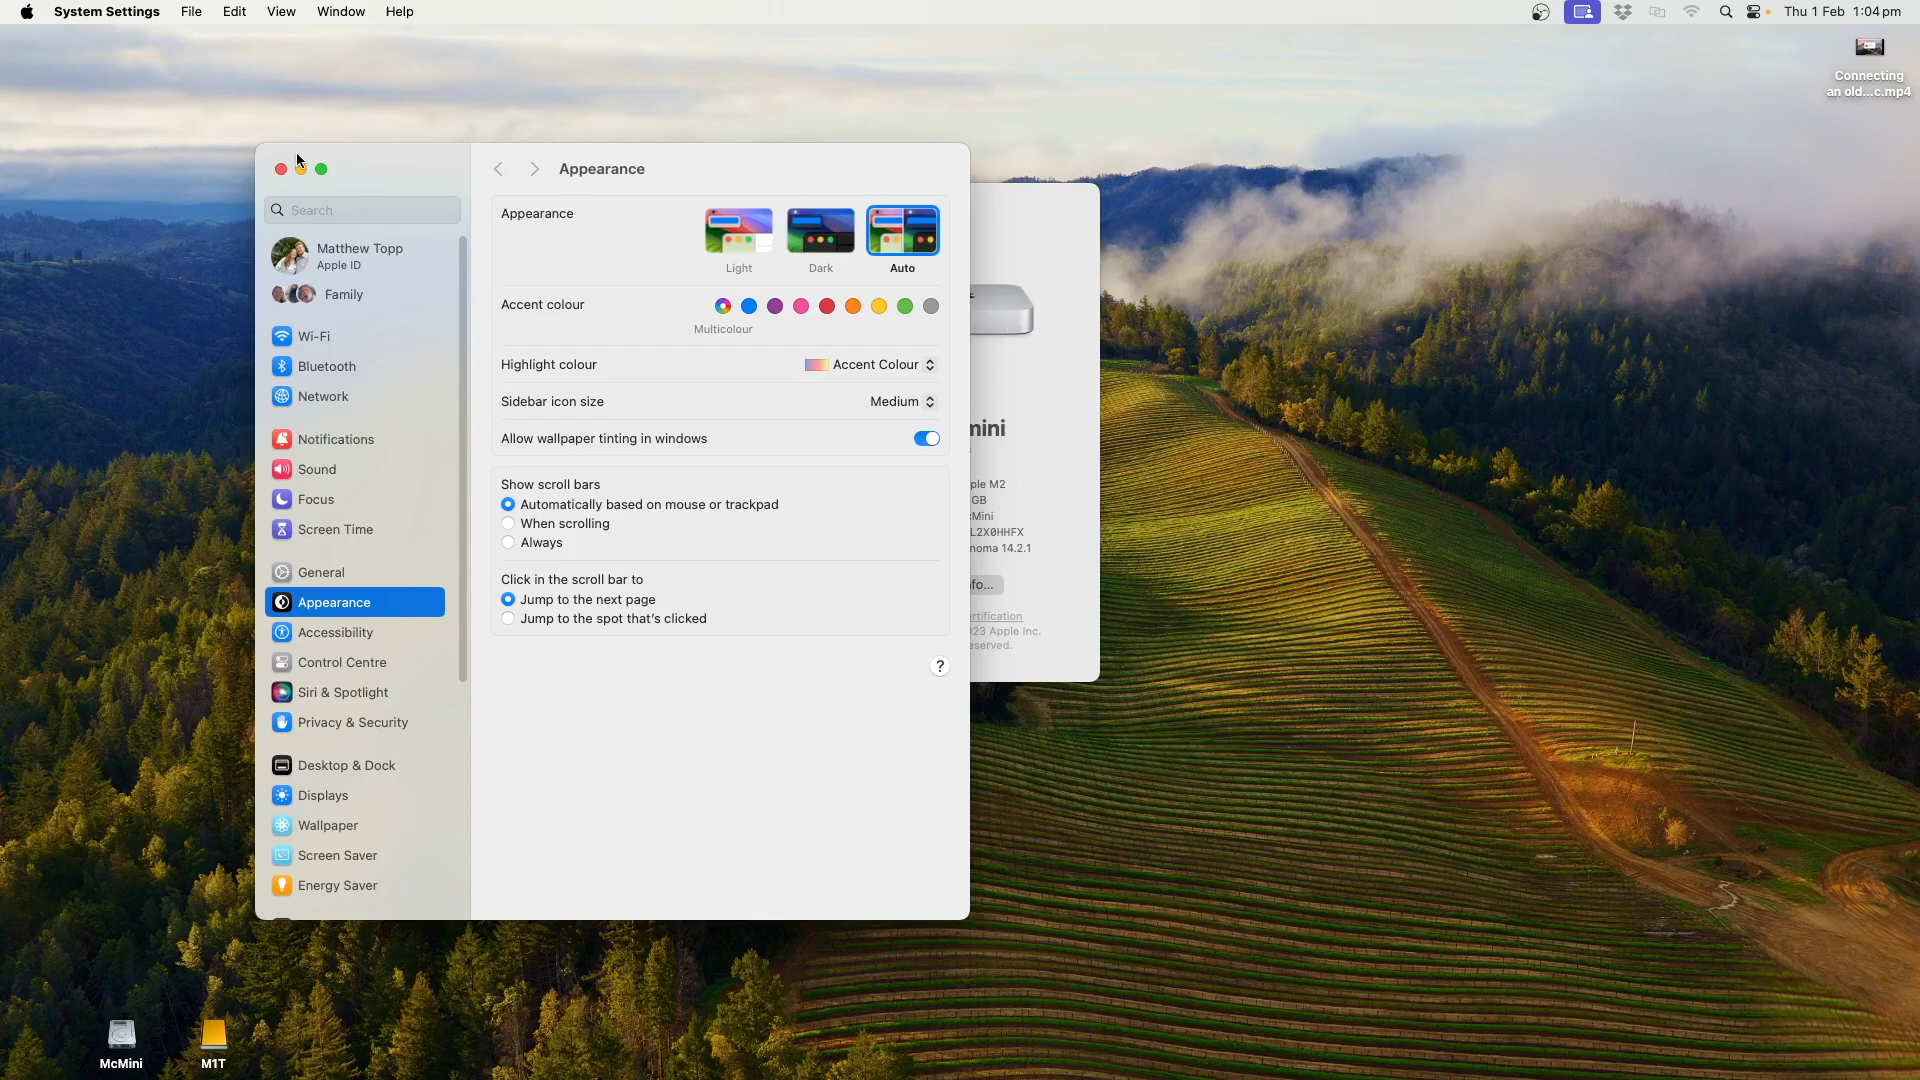 System Settings File Edit View Window Help
Thu 1 Feb 1:04 pm
Connecting
an old...c.mp4
Search
Matthew Topp
Apple ID
Family
Wi-Fi
Bluetooth
Network
Notifications
Sound
Focus
Screen Time
General
Appearance
Accessibility
Control Centre
Siri & Spotlight
Privacy & Security
Desktop & Dock
Displays
Wallpaper
Screen Saver
Energy Saver
Appearance
Appearance
Light Dark Auto
Accent colour
Multicolour
Highlight colour Accent Colour
Sidebar icon size Medium
Allow wallpaper tinting in windows
Show scroll bars
Automatically based on mouse or trackpad
When scrolling
Always
Click in the scroll bar to
Jump to the next page
Jump to the spot that's clicked
?
mini
ple M2
GB
cMini
L2X0HHFX
noma 14.2.1
nfo...
ertification
023 Apple Inc.
eserved.
McMini
M1T